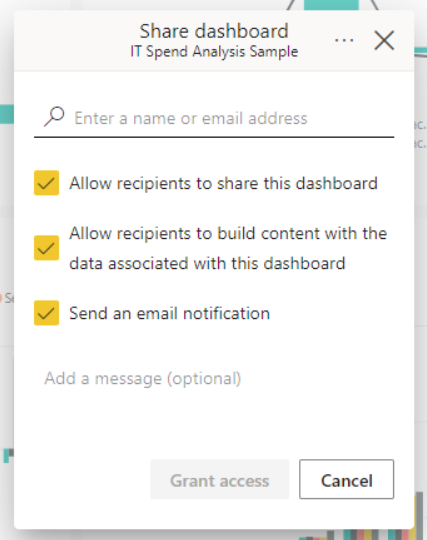 Share dashboard
IT Spend Analysis Sample
Enter a name or email address
Allow recipients to share this dashboard
Allow recipients to build content with the
data associated with this dashboard
Send an email notification
Add a message (optional)
Grant access
Cancel